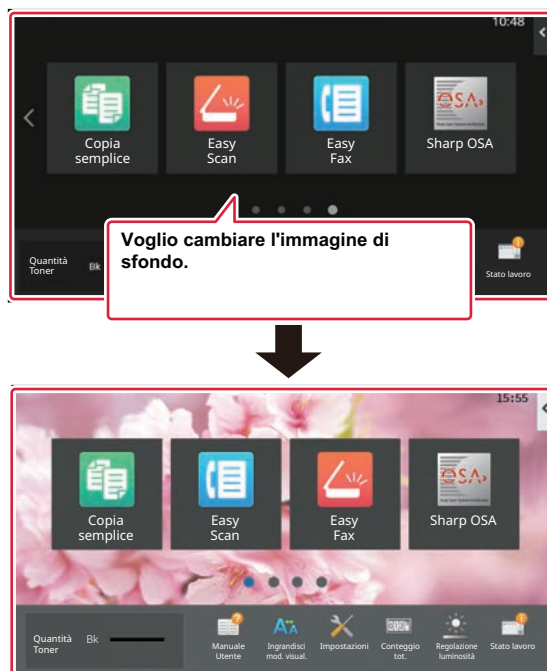 10:48
Copia
semplice
Easy
Scan
Easy
Fax
Sharp OSA
OSA
Voglio cambiare l'immagine di
sfondo.
Quantità
Toner
Bk
Stato lavoro
15:55
Copia
semplice
Easy
Scan
Easy
Fax
Sharp OSA
OSA
Quantità
Toner
Bk
Manuale
Utente
Ingrandisci
mod. visual.
Impostazioni
Conteggio
tot.
Regolazione
luminosità
Stato lavoro